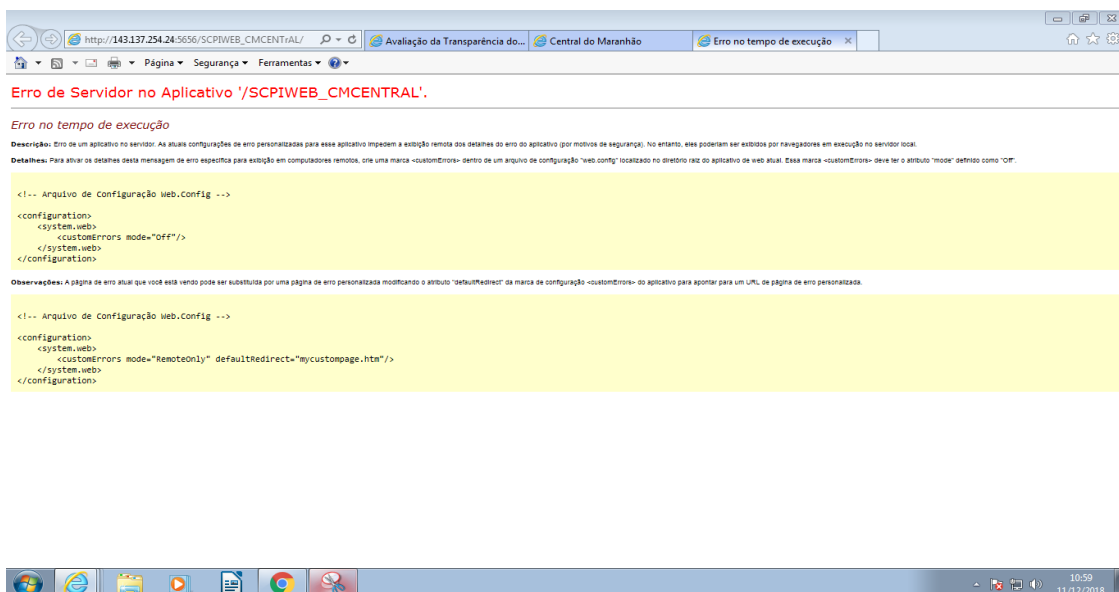 http://143.137.254.24:5656/SCPIWEB_CMCENTrAL/
Avaliação da Transparência do...
Central do Maranhão
Erro no tempo de execução
Página
Segurança
Ferramentas
Erro de Servidor no Aplicativo '/SCPIWEB_CMCENTRAL'.
Erro no tempo de execução
Descrição: Erro de um aplicativo no servidor. As atuais configurações de erro personalizadas para esse aplicativo impedem a exibição remota dos detalhes do erro do aplicativo (por motivos de segurança). No entanto, eles poderiam ser exibidos por navegadores em execução no servidor local.
Detalhes: Para ativar os detalhes desta mensagem de erro específica para exibição em computadores remotos, crie uma marca <customErrors> dentro de um arquivo de configuração "web.config" localizado no diretório raiz do aplicativo de web atual. Essa marca <customErrors> deve ter o atributo "mode" definido como "Off".
<!-- Arquivo de Configuração Web.Config -->
<configuration>
<system.web>
<customErrors mode="Off"/>
</system.web>
</configuration>
Observações: A página de erro atual que você está vendo pode ser substituída por uma página de erro personalizada modificando o atributo "defaultRedirect" da marca de configuração <customErrors> do aplicativo para apontar para um URL de página de erro personalizada.
<!-- Arquivo de Configuração Web.Config -->
<configuration>
<system.web>
<customErrors mode="RemoteOnly" defaultRedirect="mycustompage.htm"/>
</system.web>
</configuration>
10:59
11/12/2018